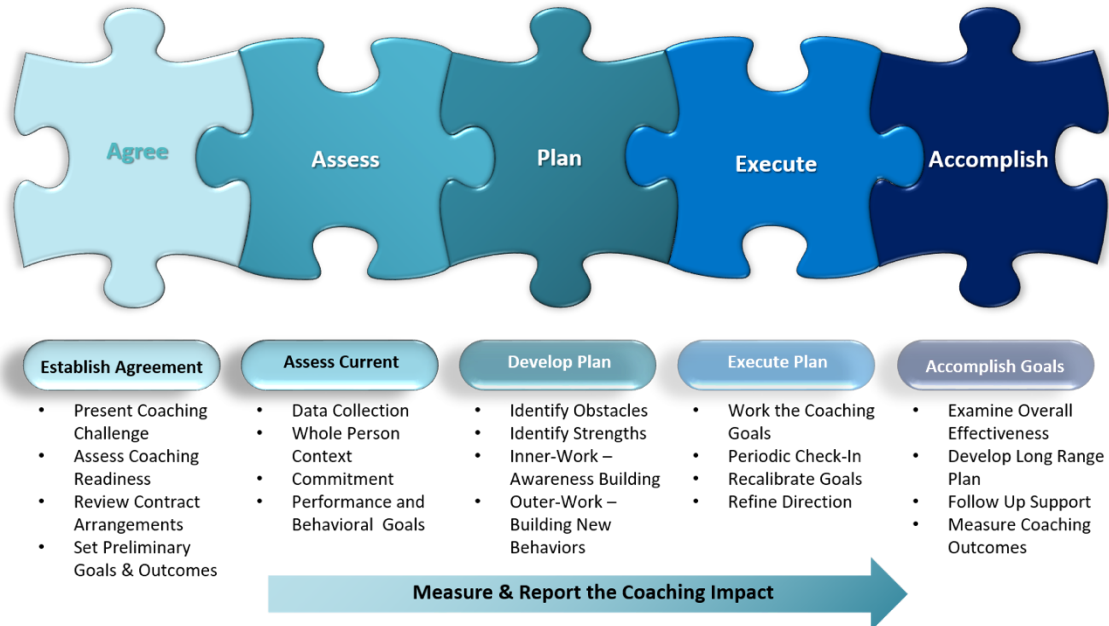 Agree
Assess
Plan
Execute
Accomplish
Establish Agreement
• Present Coaching
Challenge
• Assess Coaching
Readiness
• Review Contract
Arrangements
• Set Preliminary
Goals & Outcomes
Assess Current
• Data Collection
• Whole Person
Context
• Commitment
• Performance and
Behavioral Goals
Develop Plan
• Identify Obstacles
• Identify Strengths
• Inner-Work –
Awareness Building
• Outer-Work –
Building New
Behaviors
Execute Plan
• Work the Coaching
Goals
• Periodic Check-In
• Recalibrate Goals
• Refine Direction
Accomplish Goals
• Examine Overall
Effectiveness
• Develop Long Range
Plan
• Follow Up Support
• Measure Coaching
Outcomes
Measure & Report the Coaching Impact